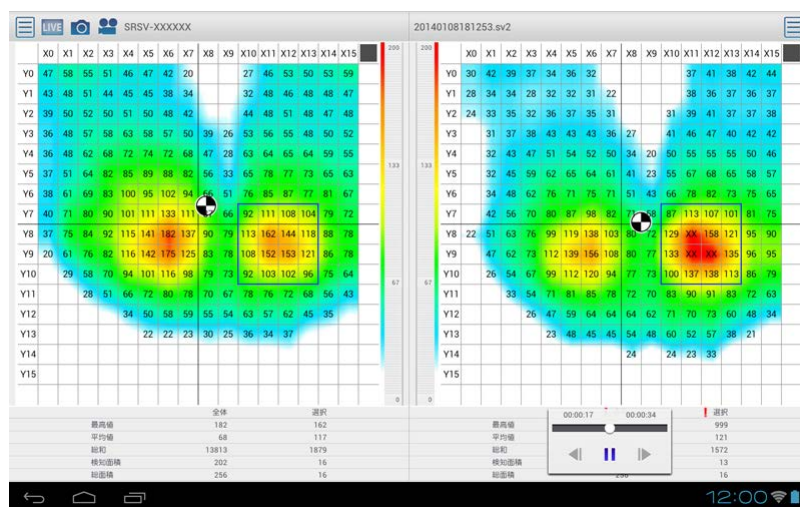 LIVE SRSV-XXXXXX 20140108181253.sv2
X0 X1 X2 X3 X4 X5 X6 X7 X8 X9 X10 X11 X12 X13 X14 X15 200 X0 X1 X2 X3 X4 X5 X6 X7 X8 X9 X10 X11 X12 X13 X14 X15
Y0 47 58 55 51 46 47 42 20 27 46 53 50 53 59 Y0 30 42 39 37 34 36 32 37 41 38 42 44
Y1 43 48 51 44 45 45 38 34 32 48 46 48 48 47 Y1 28 34 34 28 32 32 31 22 38 36 37 36 37
Y2 39 50 52 50 51 50 48 42 44 48 51 48 47 48 Y2 24 33 35 32 36 37 35 31 31 39 41 37 37 38
Y3 36 48 57 58 63 58 57 50 39 26 53 56 55 48 50 52 Y3 31 37 38 43 43 43 36 27 41 46 47 40 42 42
Y4 36 48 62 68 72 74 72 68 47 28 63 64 65 64 59 55 133 133 Y4 32 43 47 51 54 52 50 34 20 50 55 55 55 50 46
Y5 37 51 64 82 85 89 88 82 56 33 65 78 77 73 65 63 Y5 32 45 59 62 65 64 61 41 23 55 67 68 65 58 57
Y6 38 61 69 83 100 95 102 94 66 51 76 85 87 77 81 67 Y6 34 48 62 76 71 75 71 51 43 66 78 82 73 75 65
Y7 40 71 80 90 101 111 133 111 66 92 111 108 104 79 72 Y7 42 56 70 80 87 98 82 58 87 113 107 101 81 75
Y8 37 75 84 92 115 141 182 137 90 79 113 162 144 118 88 78 Y8 22 51 63 76 99 119 138 103 80 72 129 XX 158 121 95 90
Y9 20 61 76 82 116 142 175 125 93 78 108 152 153 121 86 78 Y9 47 63 72 112 139 156 108 80 77 133 XX XX 135 96 95
Y10 29 58 70 94 101 116 98 79 73 92 103 102 96 75 64 Y10 26 54 67 99 112 120 94 77 73 100 137 138 113 86 79
Y11 28 51 66 72 80 78 70 67 78 76 72 68 56 43 67 67 Y11 33 54 71 81 85 78 72 70 83 90 91 83 72 63
Y12 34 50 58 59 55 54 63 57 62 45 35 Y12 26 47 59 64 64 64 62 71 70 73 60 48 34
Y13 22 22 23 30 25 36 34 37 Y13 23 48 45 45 54 48 60 52 57 38 21
Y14 Y14 24 24 23 33
Y15 0 0 Y15
全体 選択 00:00:17 00:00:34 ! 選択
最高値 182 162 最高値 999
平均値 68 117 平均値 121
総和 13813 1879 総和 1572
検知面積 202 16 検知面積 13
総面積 256 16 総面積 16
12:00